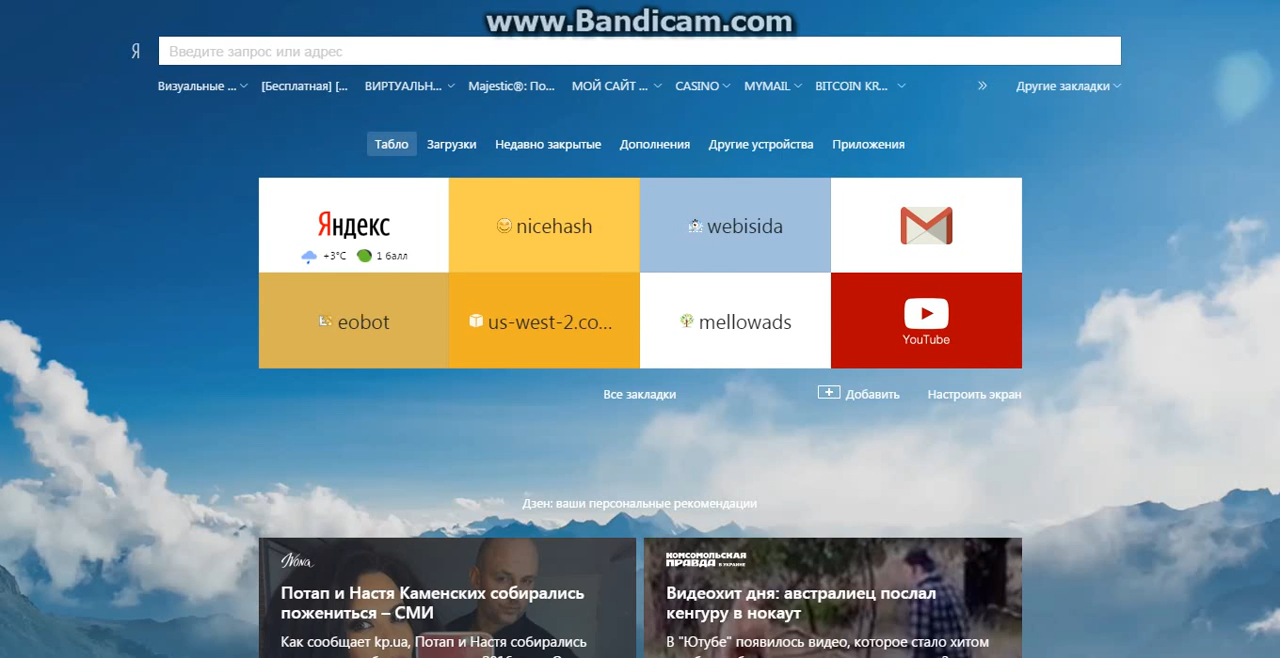 www.Bandicam.com
Я
Введите запрос или адрес
Визуальные ... [Бесплатная] [... ВИРТУАЛЬН... Majestic®: По... МОЙ САЙТ ... CASINO MYMAIL BITCOIN KR... » Другие закладки
Табло Загрузки Недавно закрытые Дополнения Другие устройства Приложения
Яндекс
+3°C 1 балл
nicehash
webisida
eobot
us-west-2.co...
mellowads
YouTube
Все закладки Добавить Настроить экран
Дзен: ваши персональные рекомендации
Nona
Потап и Настя Каменских собирались
пожениться – СМИ
Как сообщает kp.ua, Потап и Настя собирались
КОМСОМОЛЬСКАЯ
ПРАВДА В УКРАИНЕ
Видеохит дня: австралиец послал
кенгуру в нокаут
В "Ютубе" появилось видео, которое стало хитом